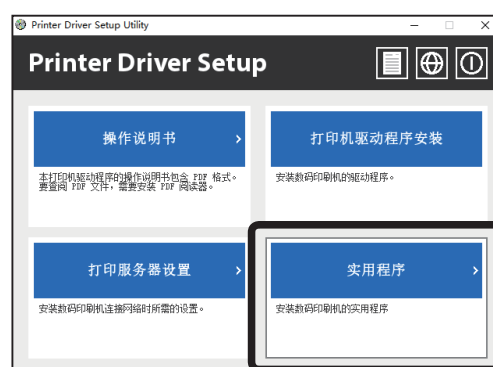 Printer Driver Setup Utility
Printer Driver Setup
操作说明书
本打印机驱动程序的操作说明书包含 PDF 格式。
要查阅 PDF 文件，需要安装 PDF 阅读器。
打印机驱动程序安装
安装数码印刷机的驱动程序。
打印服务器设置
安装数码印刷机连接网络时所需的设置。
实用程序
安装数码印刷机的实用程序